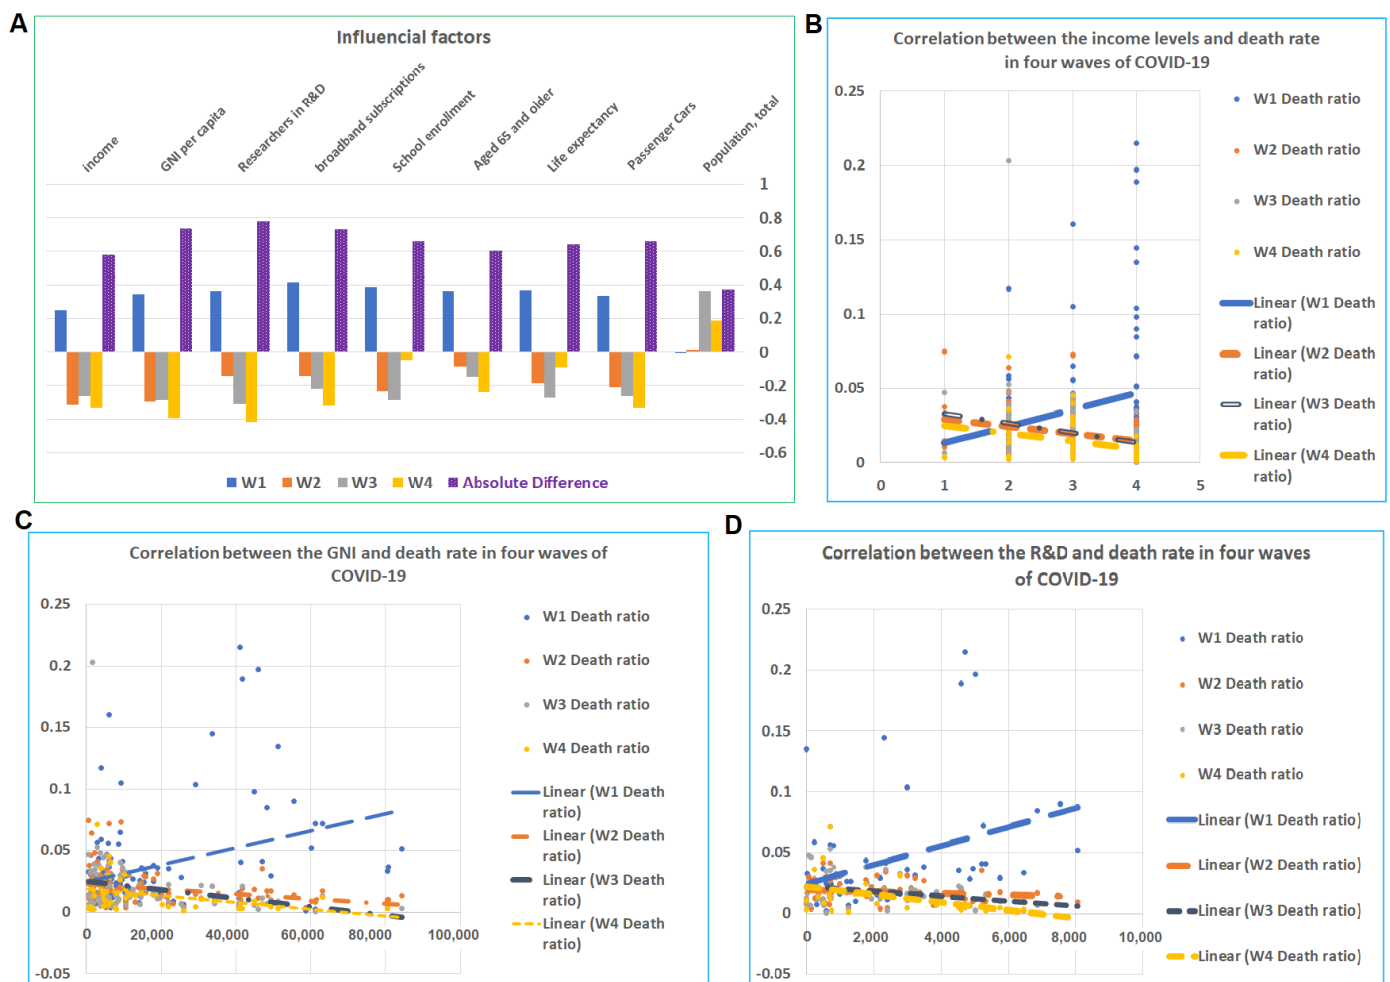 A
Influencial factors
income
GNI per capita
Researchers in R&D
broadband subscriptions
School enrollment
Aged 65 and older
Life expectancy
Passenger Cars
Population, total
1
0.8
0.6
0.4
0.2
0
-0.2
-0.4
-0.6
W1 W2 W3 W4 Absolute Difference
B
Correlation between the income levels and death rate
in four waves of COVID-19
0.25
0.2
0.15
0.1
0.05
0
0 1 2 3 4 5
W1 Death ratio
W2 Death ratio
W3 Death ratio
W4 Death ratio
Linear (W1 Death
ratio)
Linear (W2 Death
ratio)
Linear (W3 Death
ratio)
Linear (W4 Death
ratio)
C
Correlation between the GNI and death rate in four waves of
COVID-19
0.25
0.2
0.15
0.1
0.05
0
-0.05
0 20,000 40,000 60,000 80,000 100,000
W1 Death ratio
W2 Death ratio
W3 Death ratio
W4 Death ratio
Linear (W1 Death
ratio)
Linear (W2 Death
ratio)
Linear (W3 Death
ratio)
Linear (W4 Death
ratio)
D
Correlation between the R&D and death rate in four waves
of COVID-19
0.25
0.2
0.15
0.1
0.05
0
-0.05
0 2,000 4,000 6,000 8,000 10,000
W1 Death ratio
W2 Death ratio
W3 Death ratio
W4 Death ratio
Linear (W1 Death ratio)
Linear (W2 Death ratio)
Linear (W3 Death ratio)
Linear (W4 Death ratio)